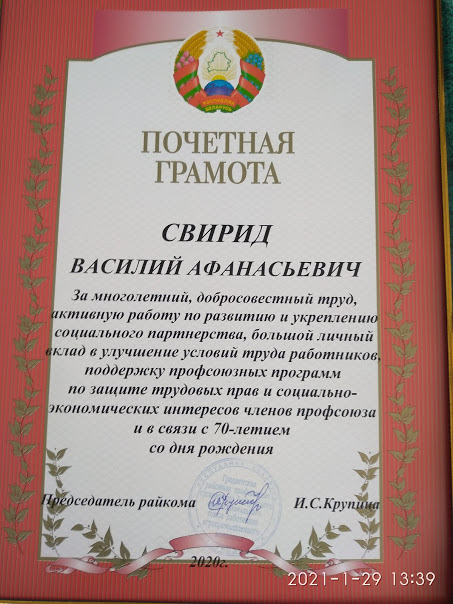 ПОЧЕТНАЯ
ГРАМОТА
СВИРИД
ВАСИЛИЙ АФАНАСЬЕВИЧ
За многолетний, добросовестный труд,
активную работу по развитию и укреплению
социального партнерства, большой личный
вклад в улучшение условий труда работников,
поддержку профсоюзных программ
по защите трудовых прав и социально-
экономических интересов членов профсоюза
и в связи с 70-летием
со дня рождения
Председатель райкома И.С.Крупица
2020г.
2021-1-29 13:39